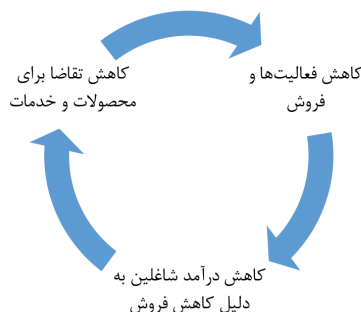 کاهش تقاضا برای
محصولات و خدمات
کاهش فعالیت‌ها و
فروش
کاهش درآمد شاغلین به
دلیل کاهش فروش